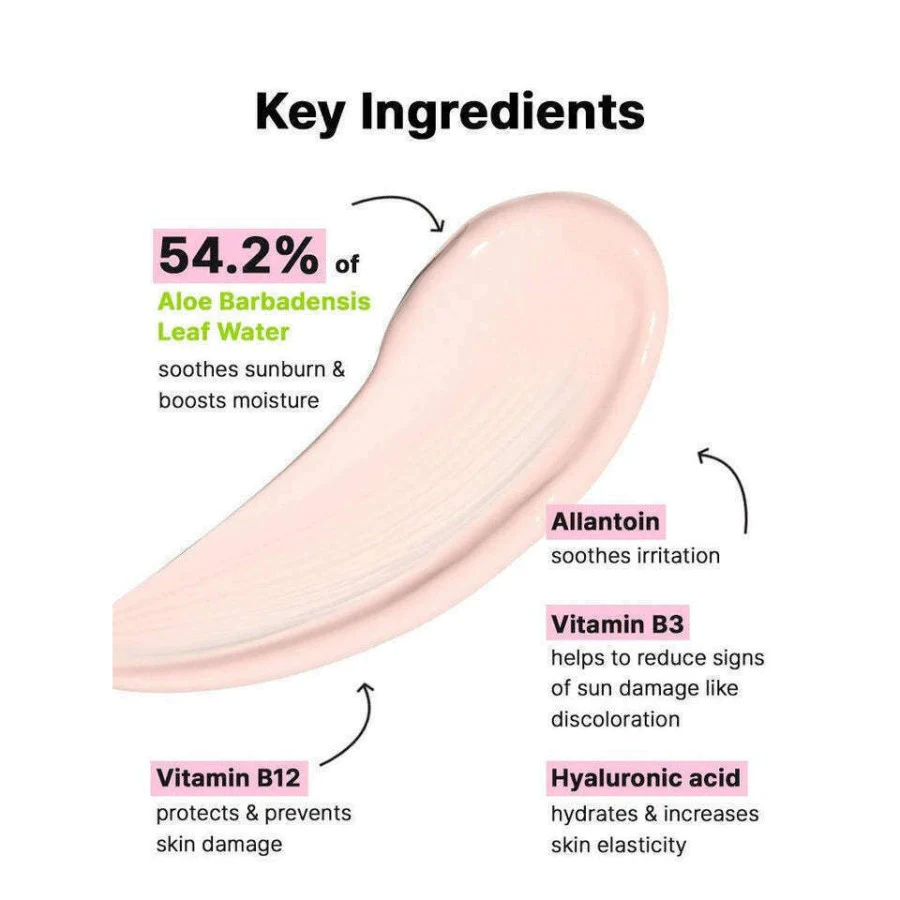 Key Ingredients
54.2% of
Aloe Barbadensis
Leaf Water
soothes sunburn &
boosts moisture
Allantoin
soothes irritation
Vitamin B3
helps to reduce signs
of sun damage like
discoloration
Vitamin B12
protects & prevents
skin damage
Hyaluronic acid
hydrates & increases
skin elasticity